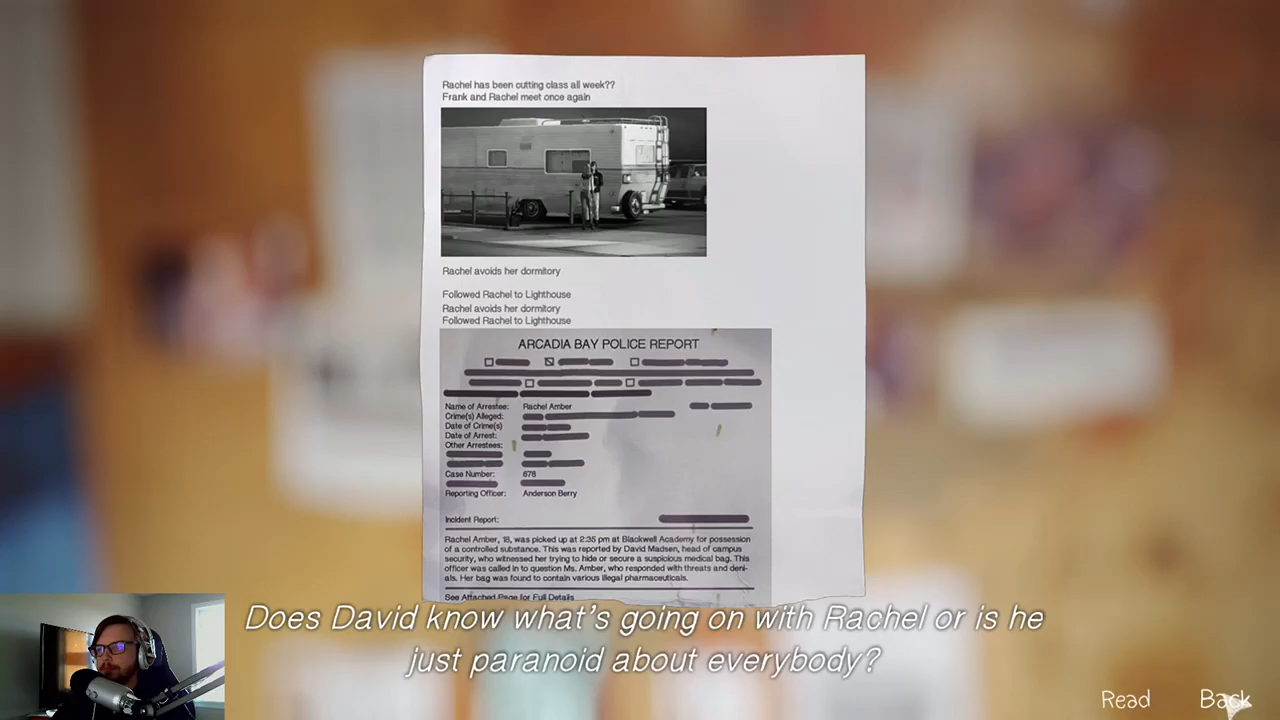 Rachel has been cutting class all week??
Frank and Rachel meet once again
Rachel avoids her dormitory
Followed Rachel to Lighthouse
Rachel avoids her dormitory
Followed Rachel to Lighthouse
ARCADIA BAY POLICE REPORT
Name of Arrestee: Rachel Amber
Crime(s) Alleged:
Date of Crime(s)
Date of Arrest:
Other Arrestees:
Case Number: 678
Reporting Officer: Anderson Berry
Incident Report:
Rachel Amber, 18, was picked up at 2:35 pm at Blackwell Academy for possession
of a controlled substance. This was reported by David Madsen, head of campus
security, who witnessed her trying to hide or secure a suspicious medical bag. This
officer was called in to question Ms. Amber, who responded with threats and deni-
als. Her bag was found to contain various illegal pharmaceuticals.
See Attached Page for Full Details
Does David know what's going on with Rachel or is he
just paranoid about everybody?
Read Back